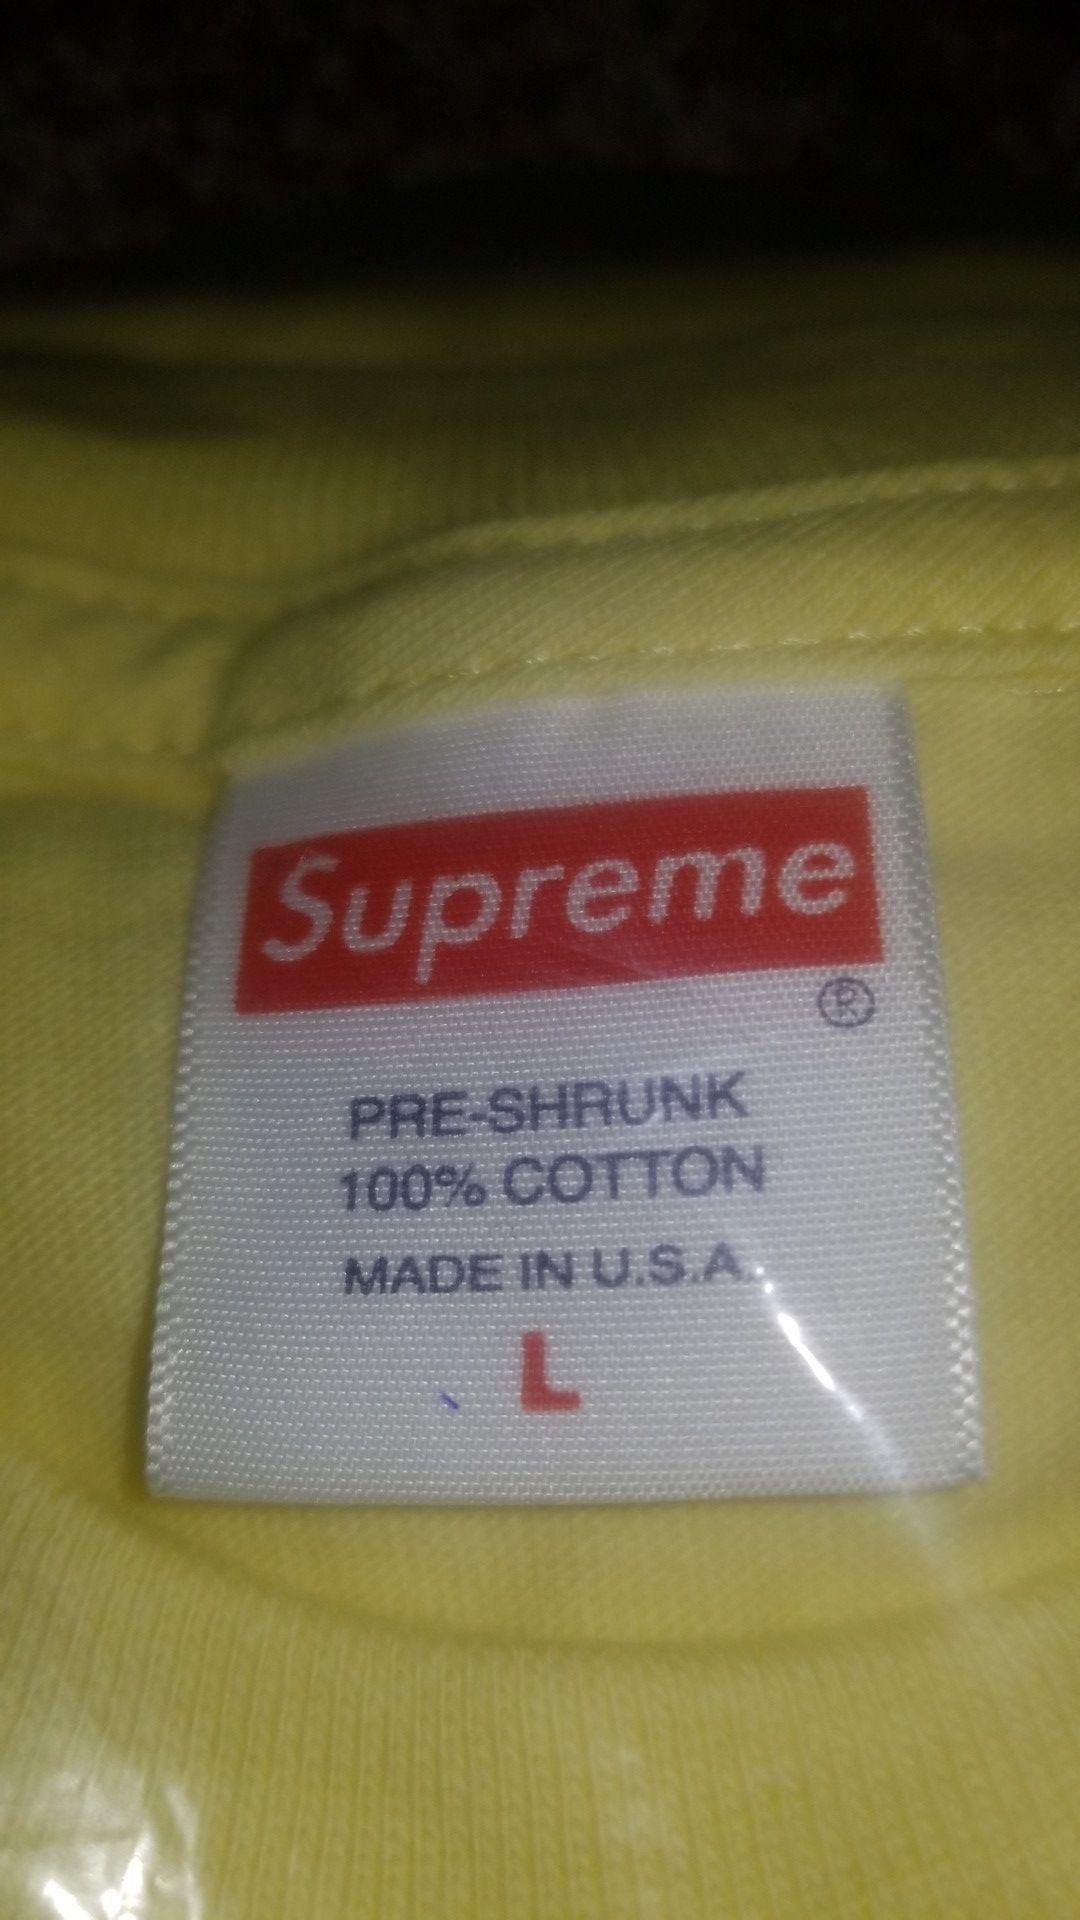 Supreme
®
PRE-SHRUNK
100% COTTON
MADE IN U.S.A.
L